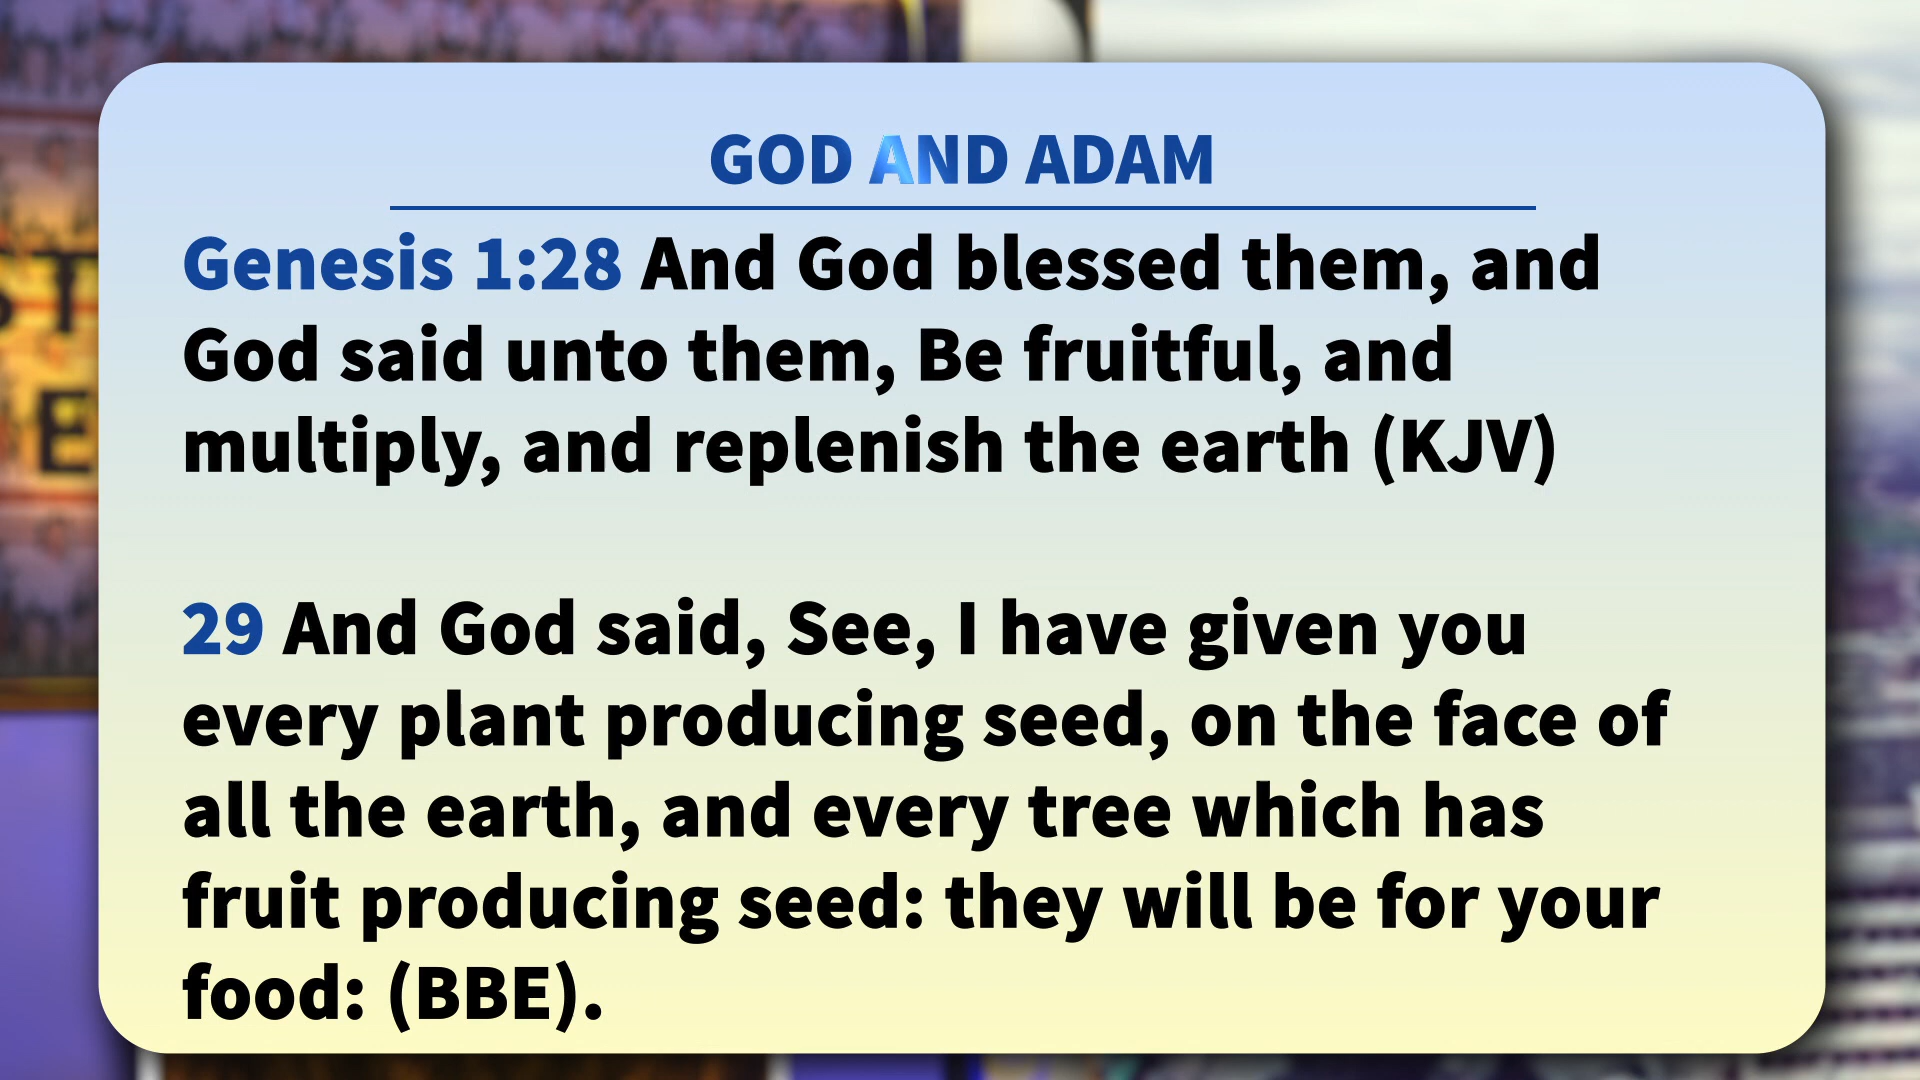 GOD AND ADAM
Genesis 1:28 And God blessed them, and
God said unto them, Be fruitful, and
multiply, and replenish the earth (KJV)
29 And God said, See, I have given you
every plant producing seed, on the face of
all the earth, and every tree which has
fruit producing seed: they will be for your
food: (BBE).